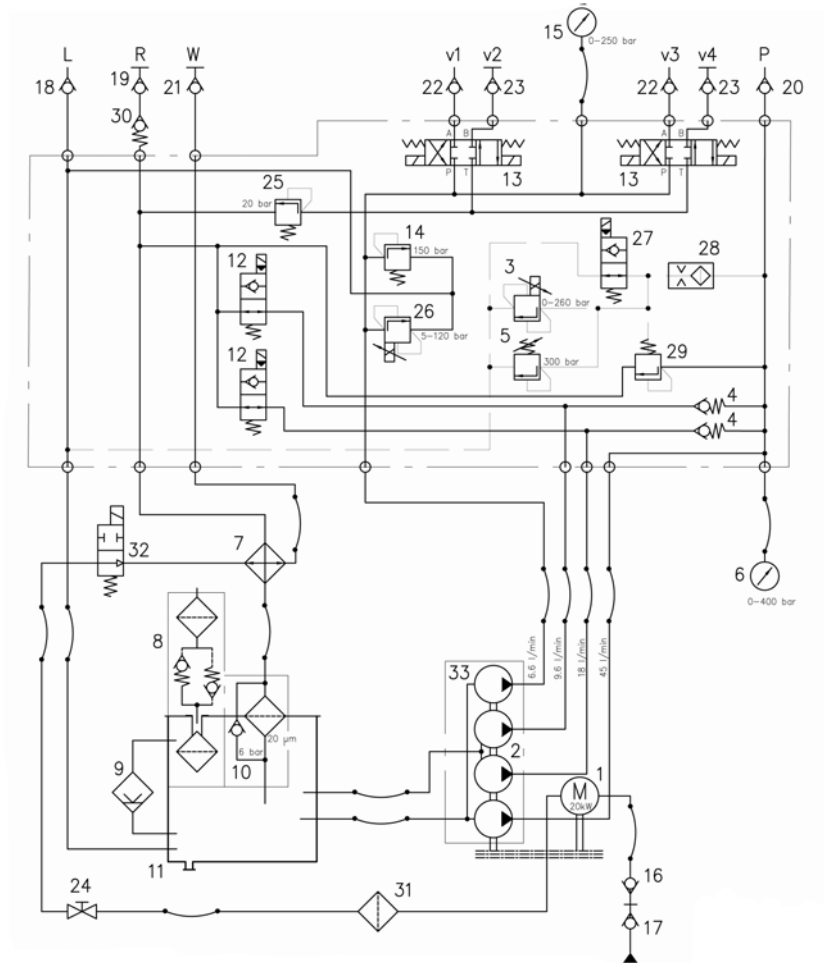 15
0-250 bar
L R W v1 v2 v3 v4 P
18 19 21 22 23 22 23 20
30
A B A B
P T P T
13 13
25
20 bar
14
150 bar
27
28
12
3
0-260 bar
26
5-120 bar
5
300 bar
29
12
4
4
32
7
6
0-400 bar
8
6.6 l/min
9.6 l/min
18 l/min
45 l/min
33
20 µm
6 bar
2
9
10
1
M
20kW
11
16
24
31
17